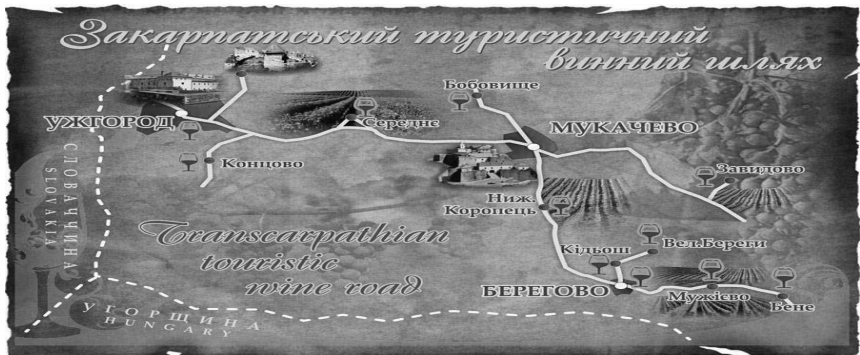 Закарпатський туристичний
винний шлях
Бобовище
УЖГОРОД
Середнє
МУКАЧЕВО
Концово
Завидово
СЛОВАЧЧИНА
SLOVAKIA
Ниж.
Коропець
Transcarpathian
touristic
wine road
Кідьош
Вел.Береги
БЕРЕГОВО
Мужієво
Бене
УГОРЩИНА
HUNGARY